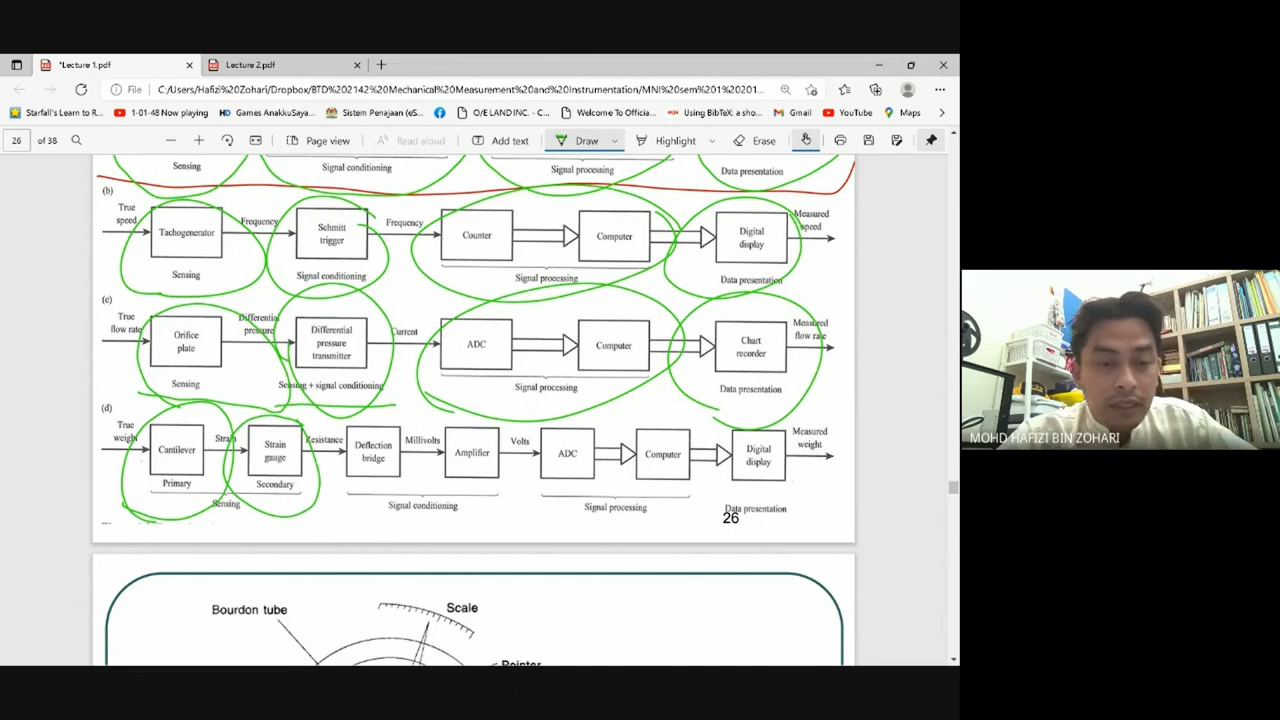 *Lecture 1.pdf
Lecture 2.pdf
File
C:/Users/Hafizi%20Zohari/Dropbox/BTD%202142%20Mechanical%20Measurement%20and%20Instrumentation/MNI%20sem%201%20201...
Starfall's Learn to R...
1-01-48 Now playing
Games AnakkuSaya...
Sistem Penajaan (eS...
O/E LAND INC. - C...
Welcome To Officia...
Using BibTeX: a sho...
Gmail
YouTube
Maps
26 of 38
Page view
Read aloud
Add text
Draw
Highlight
Erase
Sensing
Signal conditioning
Signal processing
Data presentation
(b)
True speed
Tachogenerator
Frequency
Schmitt trigger
Frequency
Counter
Computer
Digital display
Measured speed
Sensing
Signal conditioning
Signal processing
Data presentation
(c)
True flow rate
Orifice plate
Differential pressure
Differential pressure transmitter
Current
ADC
Computer
Chart recorder
Measured flow rate
Sensing
Sensing + signal conditioning
Signal processing
Data presentation
(d)
True weight
Cantilever
Strain
Strain gauge
Resistance
Deflection bridge
Millivolts
Amplifier
Volts
ADC
Computer
Digital display
Measured weight
Primary
Secondary
Sensing
Signal conditioning
Signal processing
Data presentation
26
Bourdon tube
Scale
Pointer
MOHD HAFIZI BIN ZOHARI